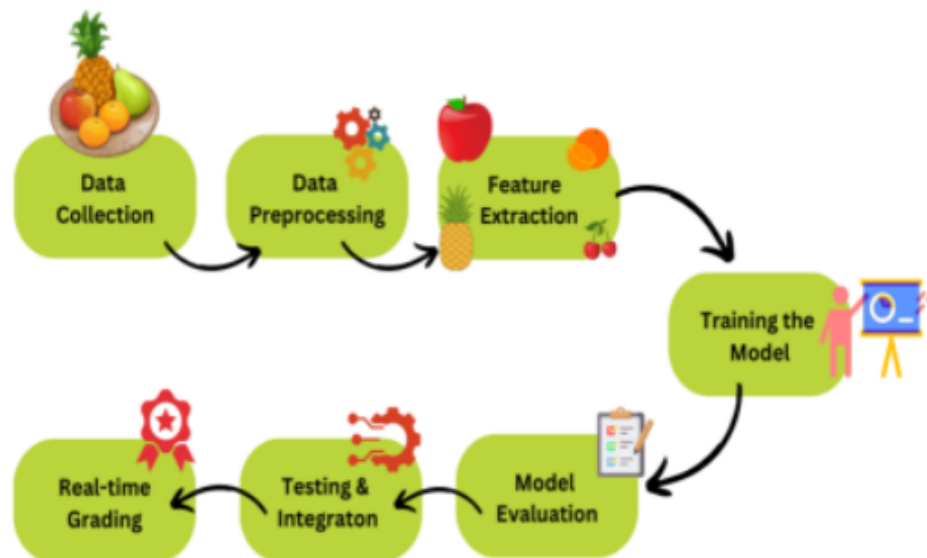 Data
Collection
Data
Preprocessing
Feature
Extraction
Training the
Model
Model
Evaluation
Testing &
Integraton
Real-time
Grading